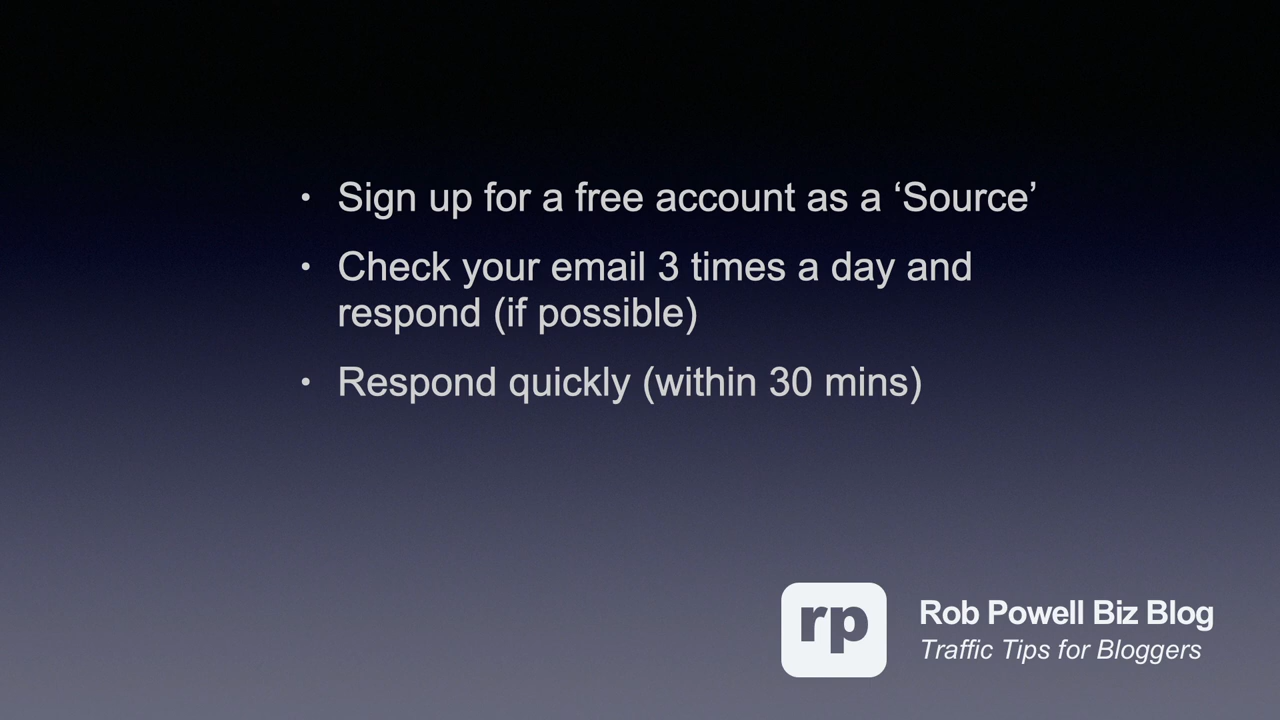 • Sign up for a free account as a ‘Source’
• Check your email 3 times a day and
respond (if possible)
• Respond quickly (within 30 mins)
rp
Rob Powell Biz Blog
Traffic Tips for Bloggers